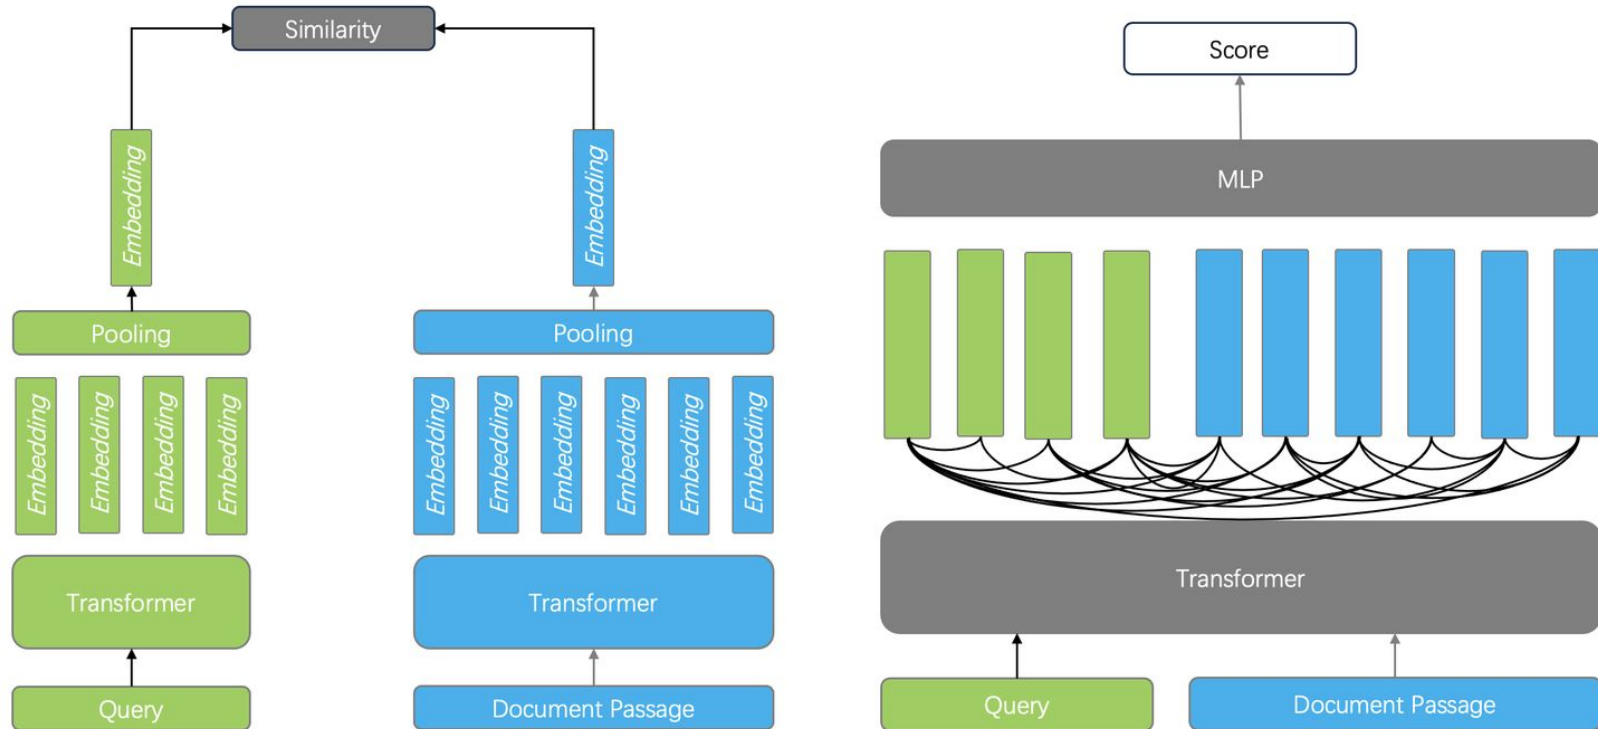 Similarity
Embedding
Embedding
Pooling
Pooling
Embedding
Embedding
Embedding
Embedding
Embedding
Embedding
Embedding
Embedding
Embedding
Embedding
Transformer
Transformer
Query
Document Passage
Score
MLP
Transformer
Query
Document Passage